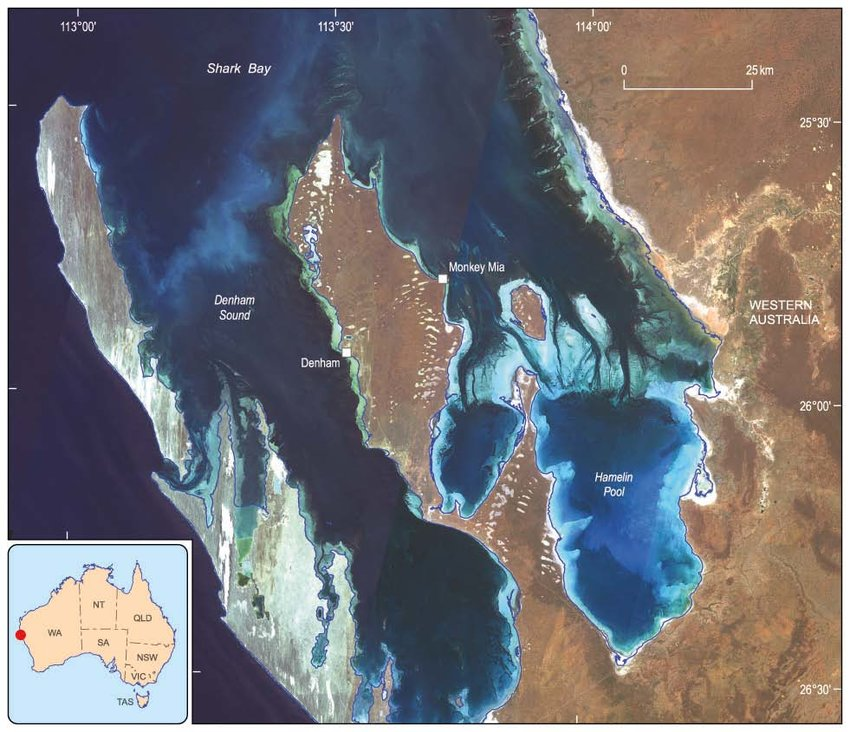 113°00'
113°30'
114°00'
Shark Bay
0
25 km
25°30'
Monkey Mia
Denham
Sound
WESTERN
AUSTRALIA
Denham
26°00'
Hamelin
Pool
NT
QLD
WA
SA
NSW
VIC
TAS
26°30'